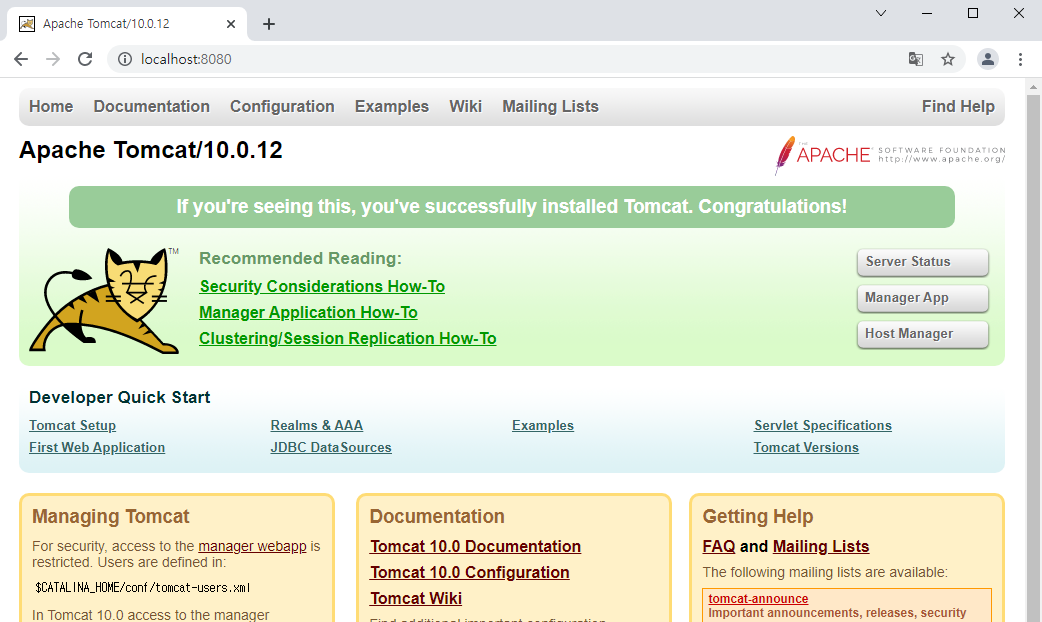 Apache Tomcat/10.0.12
localhost:8080
Home Documentation Configuration Examples Wiki Mailing Lists Find Help
Apache Tomcat/10.0.12
THE APACHE SOFTWARE FOUNDATION
http://www.apache.org/
If you're seeing this, you've successfully installed Tomcat. Congratulations!
TM
Recommended Reading:
Security Considerations How-To
Manager Application How-To
Clustering/Session Replication How-To
Server Status
Manager App
Host Manager
Developer Quick Start
Tomcat Setup
First Web Application
Realms & AAA
JDBC DataSources
Examples
Servlet Specifications
Tomcat Versions
Managing Tomcat
For security, access to the manager webapp is
restricted. Users are defined in:
$CATALINA_HOME/conf/tomcat-users.xml
In Tomcat 10.0 access to the manager
Documentation
Tomcat 10.0 Documentation
Tomcat 10.0 Configuration
Tomcat Wiki
Find additional important configuration
Getting Help
FAQ and Mailing Lists
The following mailing lists are available:
tomcat-announce
Important announcements, releases, security